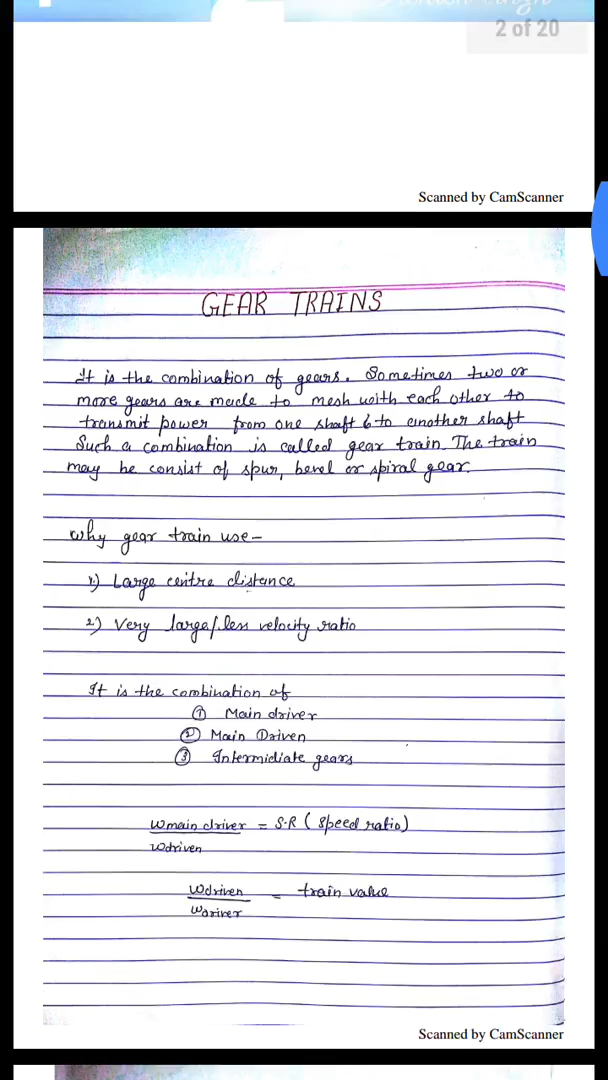 2 of 20
Scanned by CamScanner
GEAR TRAINS
It is the combination of gears. Sometimes two or
more gears are made to mesh with each other to
transmit power from one shaft to another shaft
Such a combination is called gear train. The train
may be consist of spur, bevel or spiral gear.
Why gear train use-
1.) Large centre distance
2.) Very large/less velocity ratio
It is the combination of
① Main driver
② Main Driven
③ Intermidiate gears
ωmain driver = S.R (speed ratio)
ωdriven
ωdriven = train value
ωdriver
Scanned by CamScanner